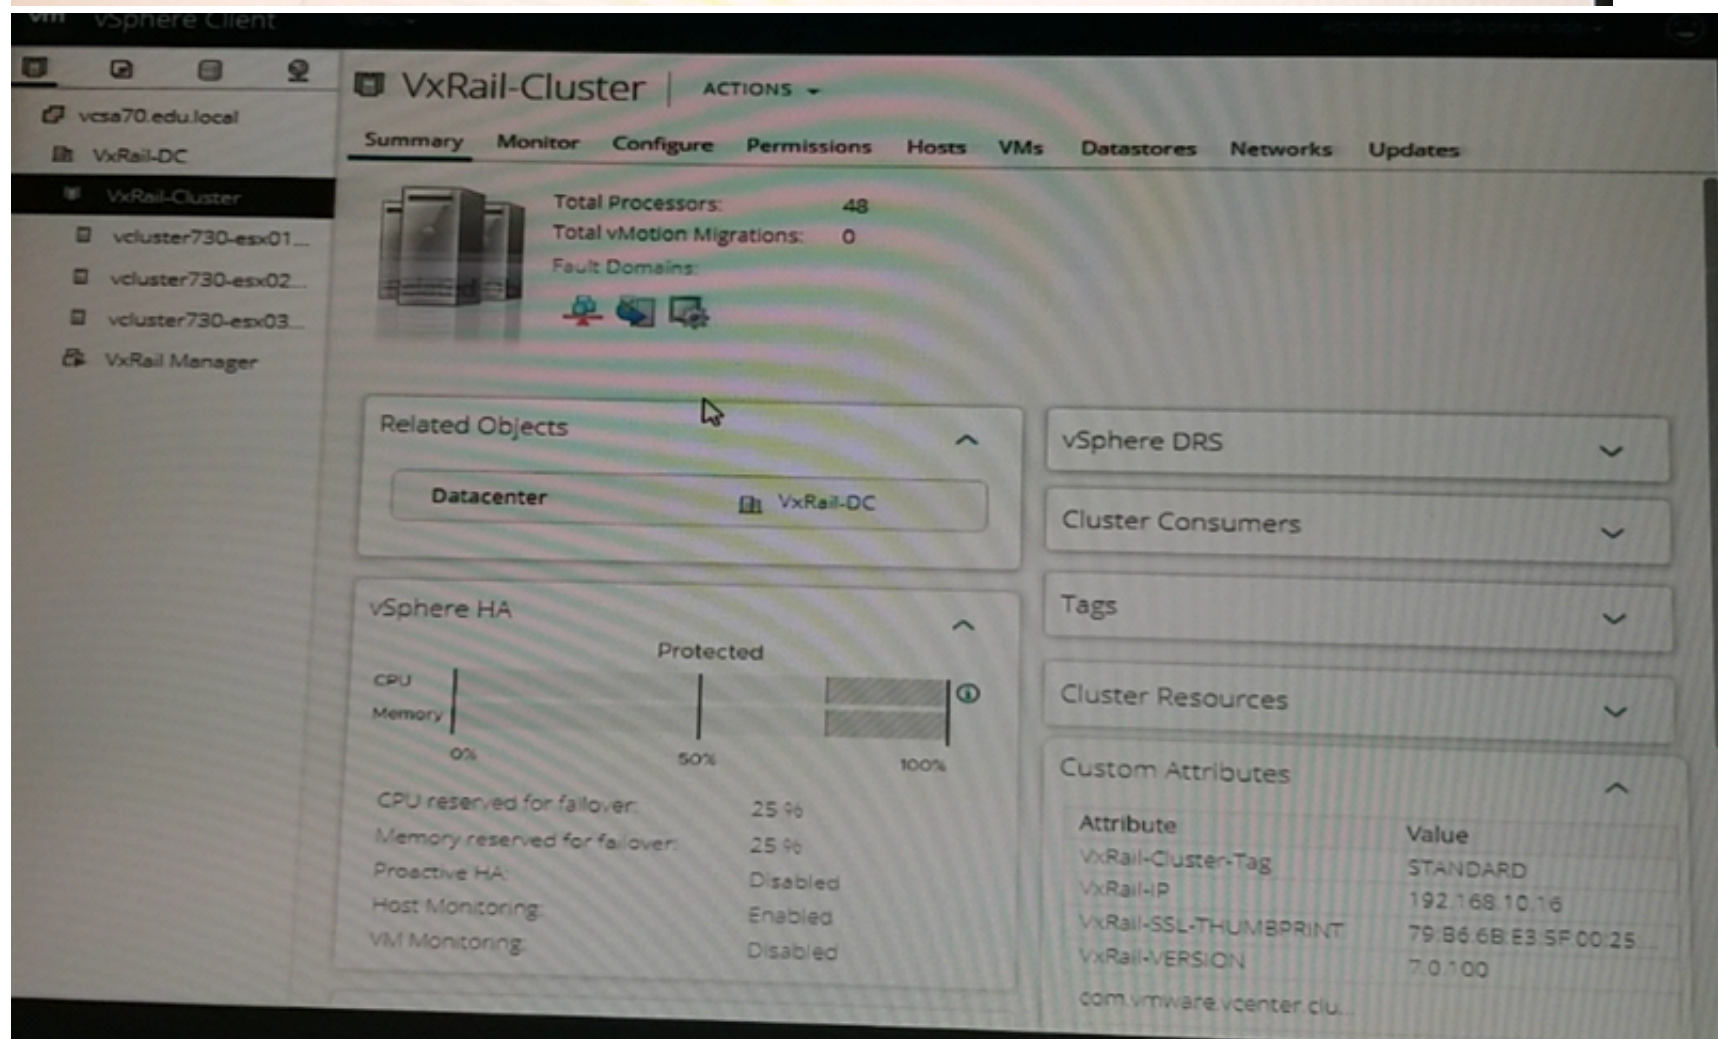 vm vSphere Client
VxRail-Cluster | ACTIONS
vcsa70.edu.local
VxRail-DC
VxRail-Cluster
vcluster730-esx01...
vcluster730-esx02...
vcluster730-esx03...
VxRail Manager
Summary Monitor Configure Permissions Hosts VMs Datastores Networks Updates
Total Processors: 48
Total vMotion Migrations: 0
Fault Domains:
Related Objects
Datacenter VxRail-DC
vSphere HA
Protected
CPU
Memory
0% 50% 100%
CPU reserved for failover: 25 %
Memory reserved for failover: 25 %
Proactive HA: Disabled
Host Monitoring: Enabled
VM Monitoring: Disabled
vSphere DRS
Cluster Consumers
Tags
Cluster Resources
Custom Attributes
Attribute Value
VxRail-Cluster-Tag STANDARD
VxRail-IP 192.168.10.16
VxRail-SSL-THUMBPRINT 79:B6:6B:E3:5F:00:25...
VxRail-VERSION 7.0.100
com.vmware.vcenter.clu...